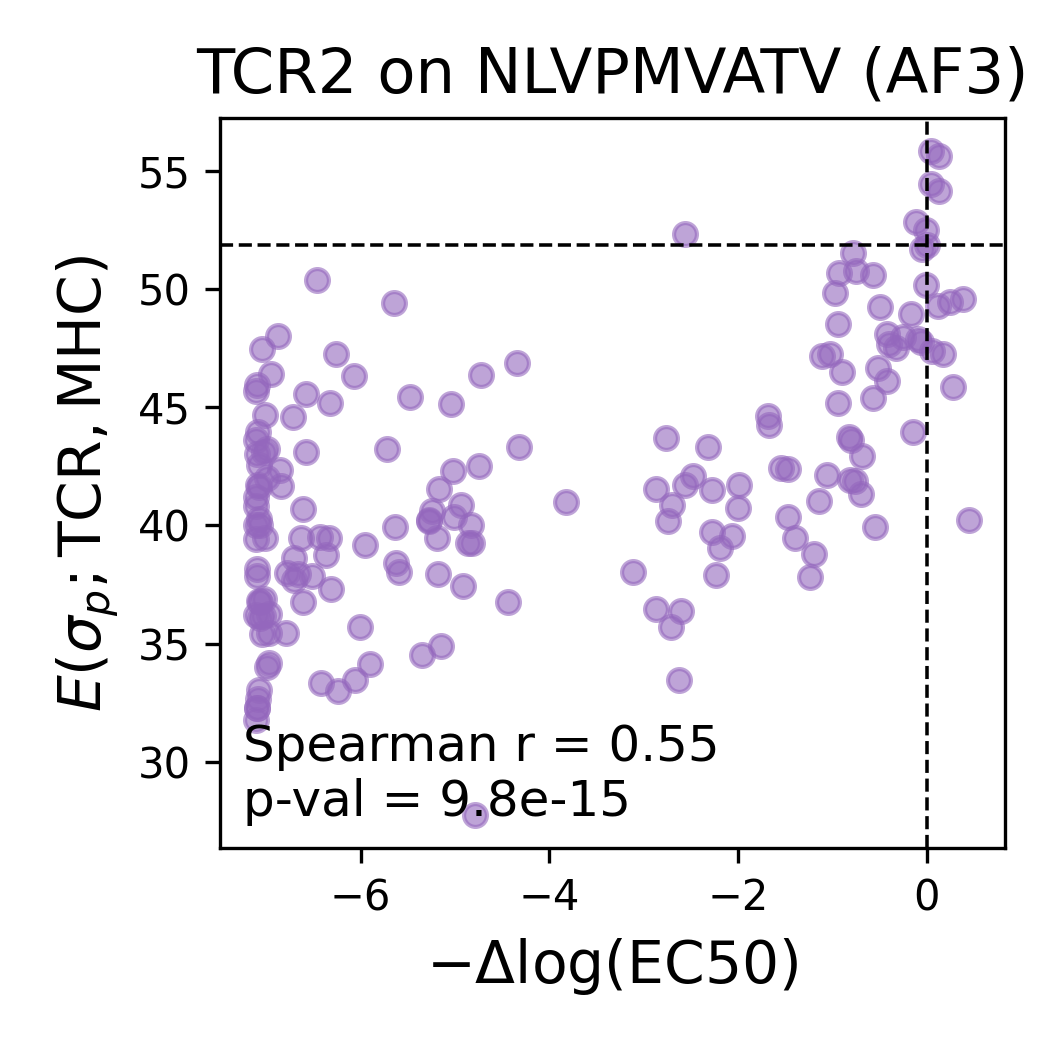 TCR2 on NLVPMVATV (AF3)
55
50
45
40
35
30
E(σp; TCR, MHC)
Spearman r = 0.55
p-val = 9.8e-15
−6
−4
−2
0
−Δlog(EC50)